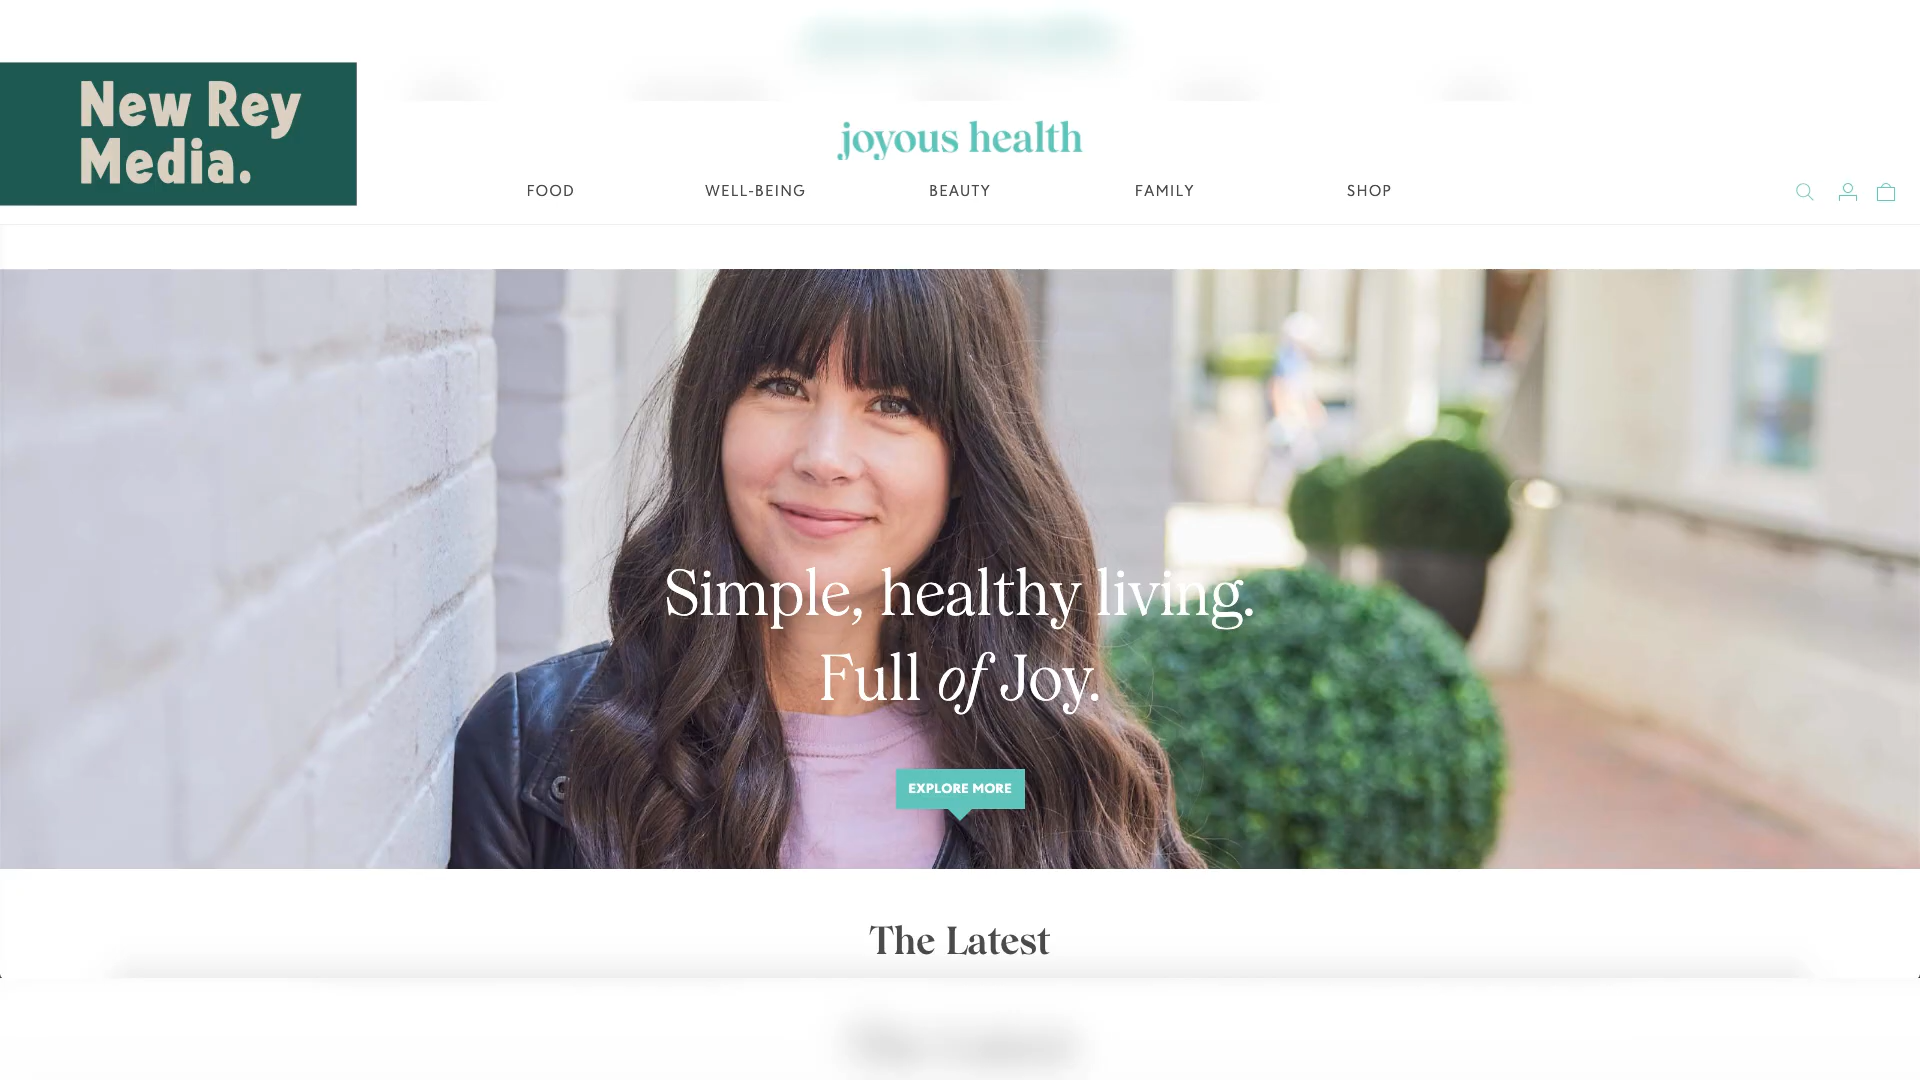 New Rey
Media.
joyous health
FOOD WELL-BEING BEAUTY FAMILY SHOP
Simple, healthy living.
Full of Joy.
EXPLORE MORE
The Latest